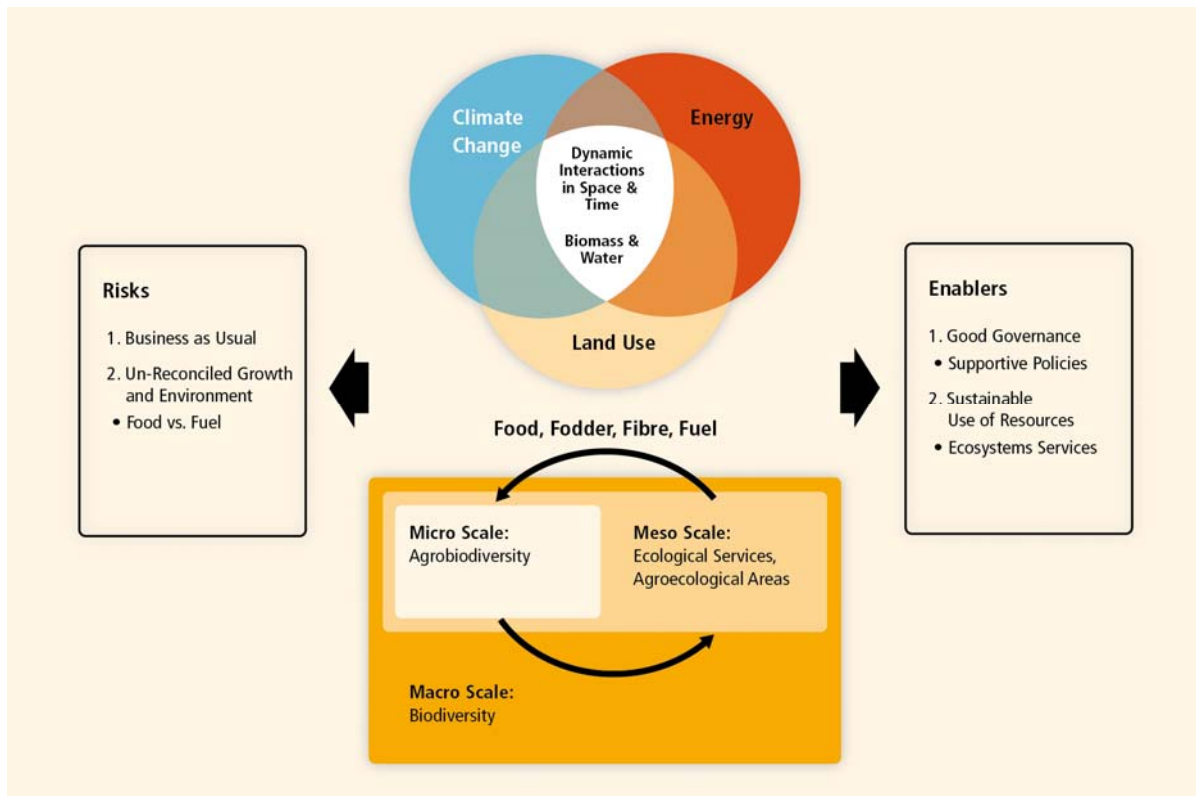 Climate
Change
Energy
Dynamic
Interactions
in Space &
Time
Biomass &
Water
Land Use
Risks
1. Business as Usual
2. Un-Reconciled Growth
and Environment
• Food vs. Fuel
Enablers
1. Good Governance
• Supportive Policies
2. Sustainable
Use of Resources
• Ecosystems Services
Food, Fodder, Fibre, Fuel
Micro Scale:
Agrobiodiversity
Meso Scale:
Ecological Services,
Agroecological Areas
Macro Scale:
Biodiversity